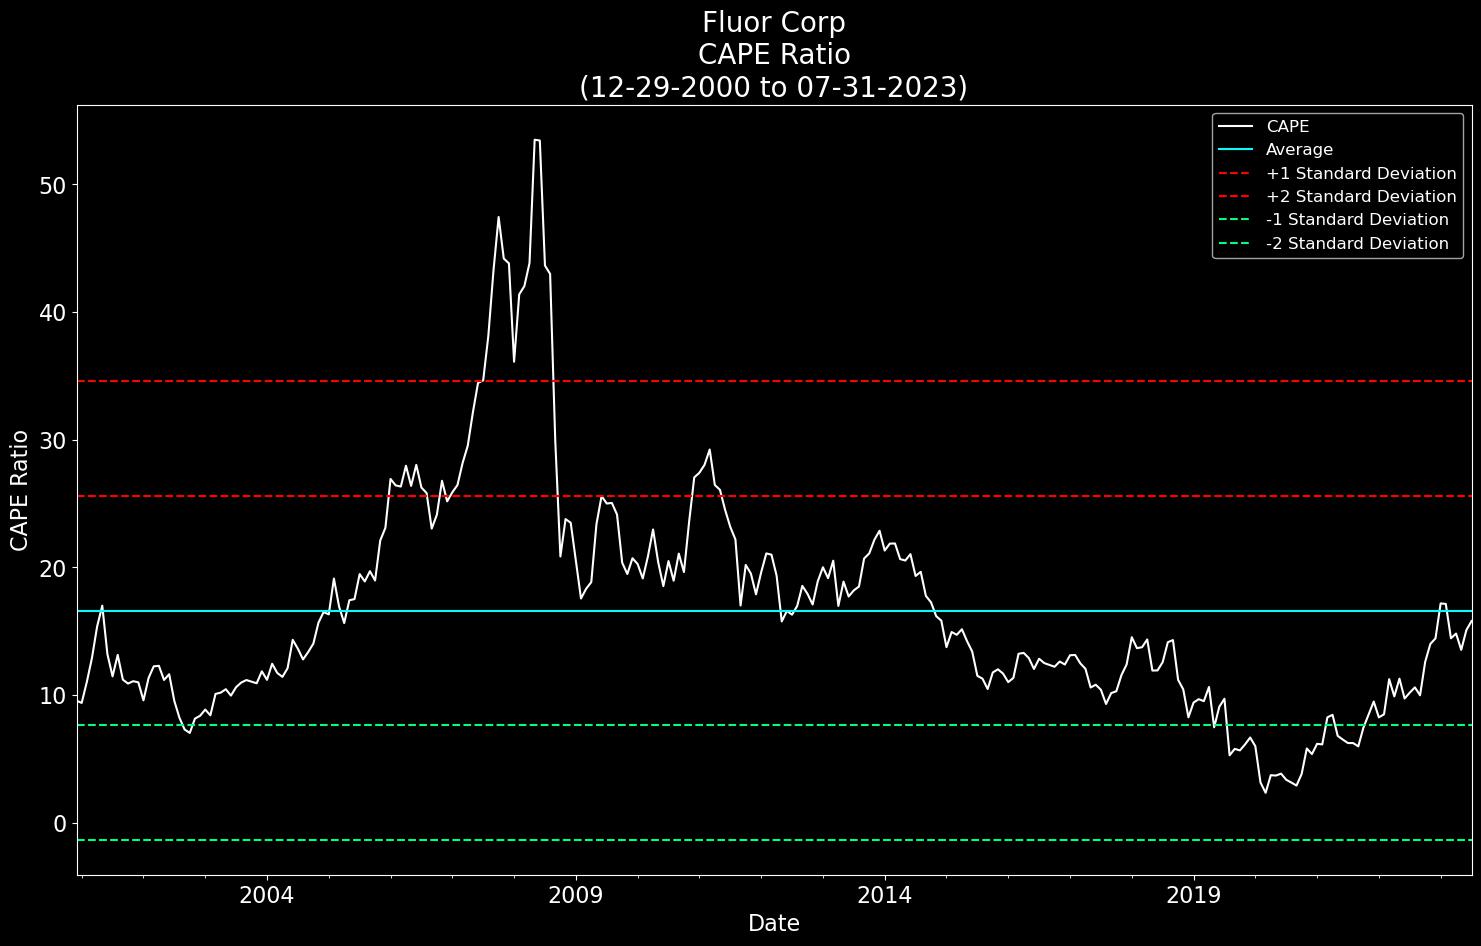 Fluor Corp
CAPE Ratio
(12-29-2000 to 07-31-2023)
CAPE
Average
+1 Standard Deviation
+2 Standard Deviation
-1 Standard Deviation
-2 Standard Deviation
CAPE Ratio
50
40
30
20
10
0
2004 2009 2014 2019
Date